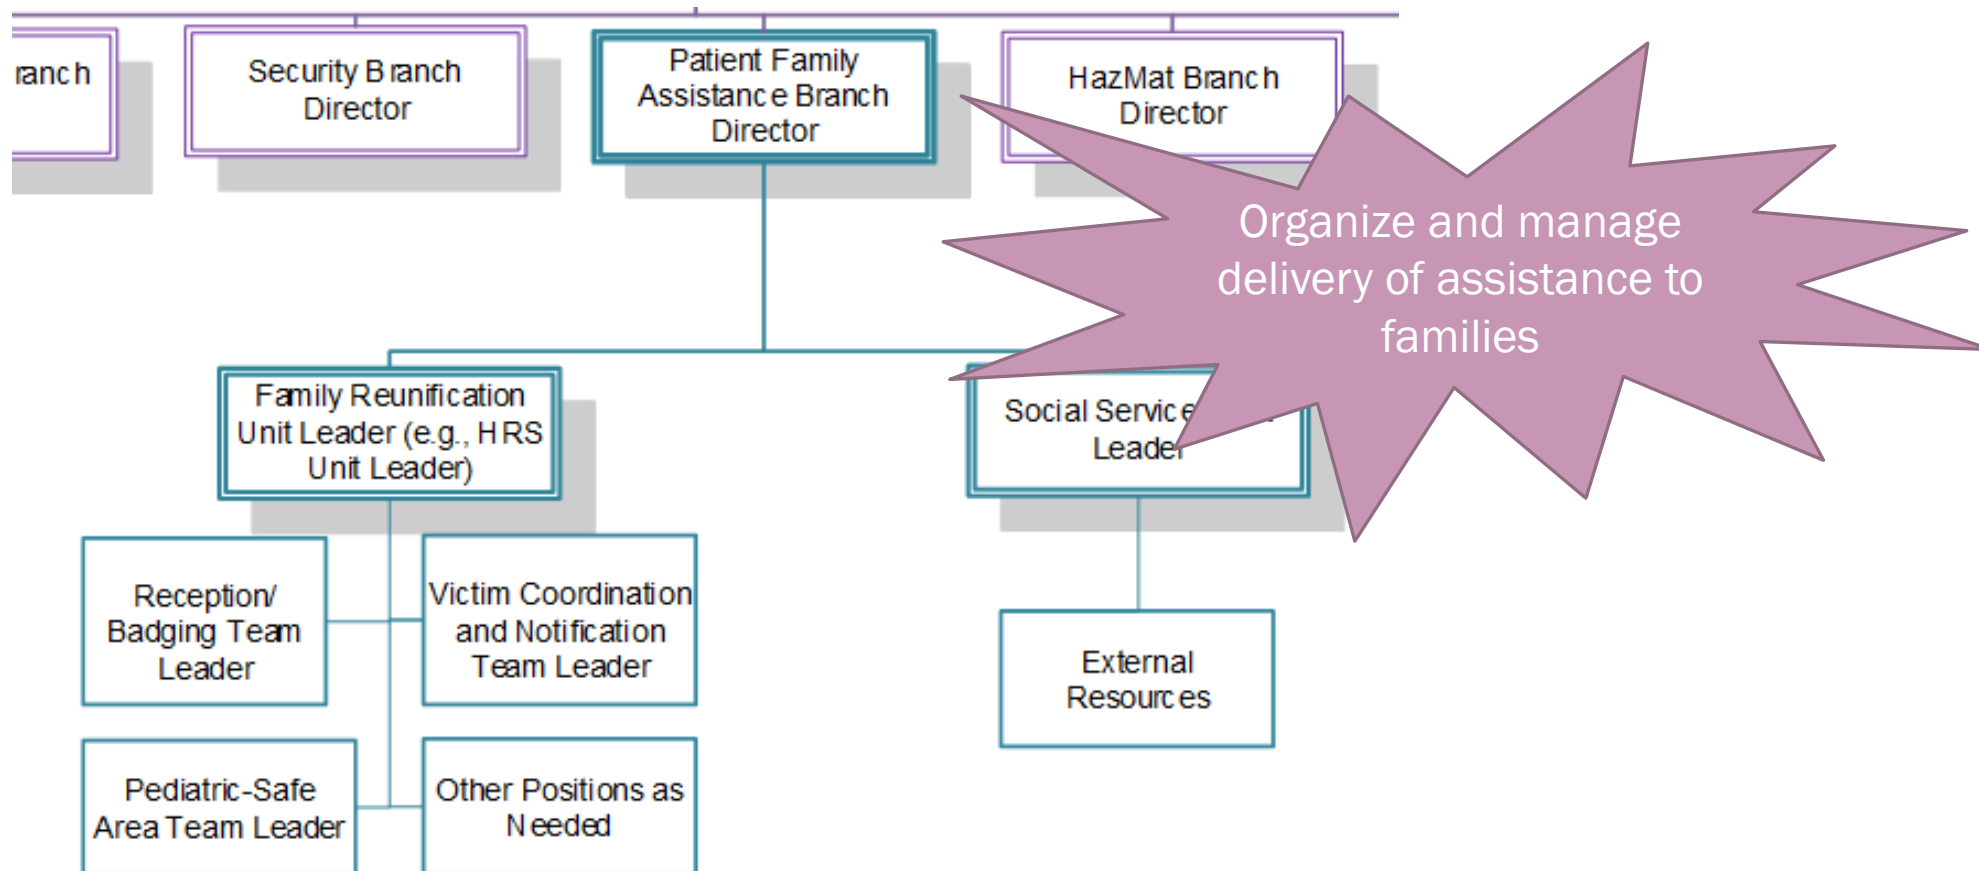 ranch
Security Branch
Director
Patient Family
Assistance Branch
Director
HazMat Branch
Director
Organize and manage
delivery of assistance to
families
Family Reunification
Unit Leader (e.g., HRS
Unit Leader)
Social Service
Leader
Reception/
Badging Team
Leader
Victim Coordination
and Notification
Team Leader
External
Resources
Pediatric-Safe
Area Team Leader
Other Positions as
Needed